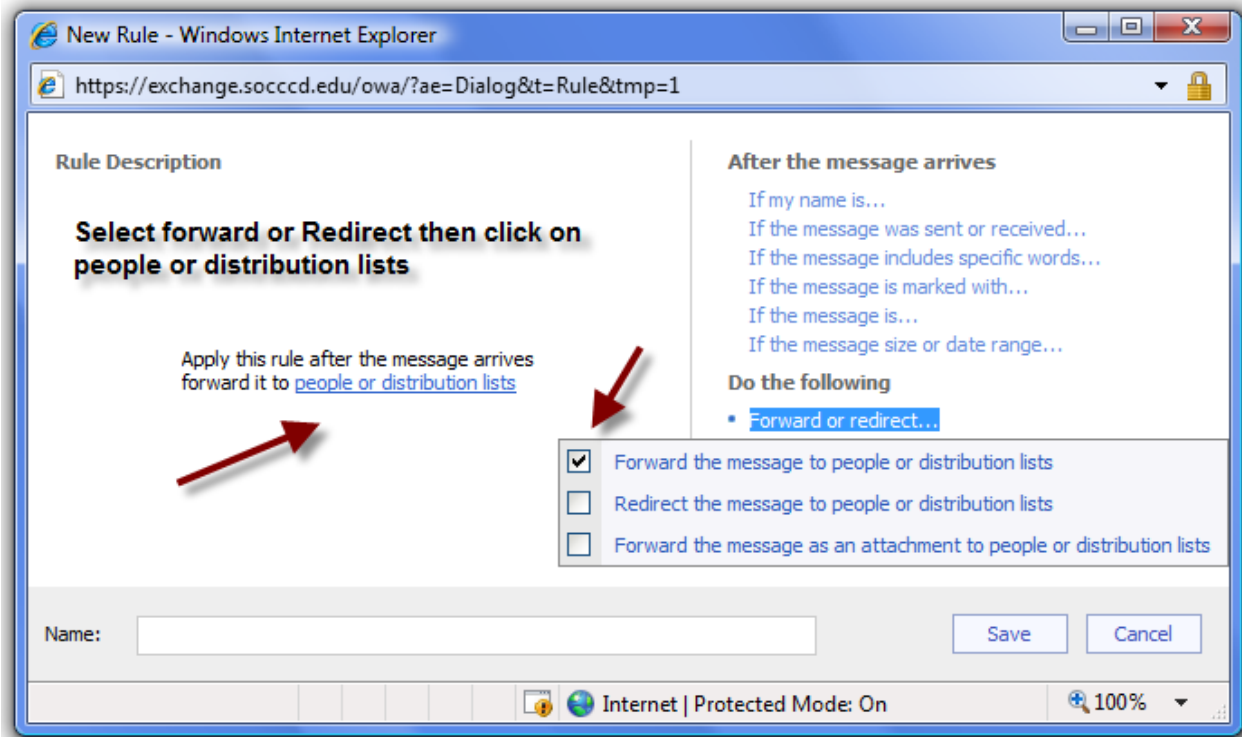 New Rule - Windows Internet Explorer
https://exchange.socccd.edu/owa/?ae=Dialog&t=Rule&tmp=1
Rule Description
Select forward or Redirect then click on
people or distribution lists
Apply this rule after the message arrives
forward it to people or distribution lists
After the message arrives
If my name is...
If the message was sent or received...
If the message includes specific words...
If the message is marked with...
If the message is...
If the message size or date range...
Do the following
Forward or redirect...
Forward the message to people or distribution lists
Redirect the message to people or distribution lists
Forward the message as an attachment to people or distribution lists
Name:
Save
Cancel
Internet | Protected Mode: On
100%